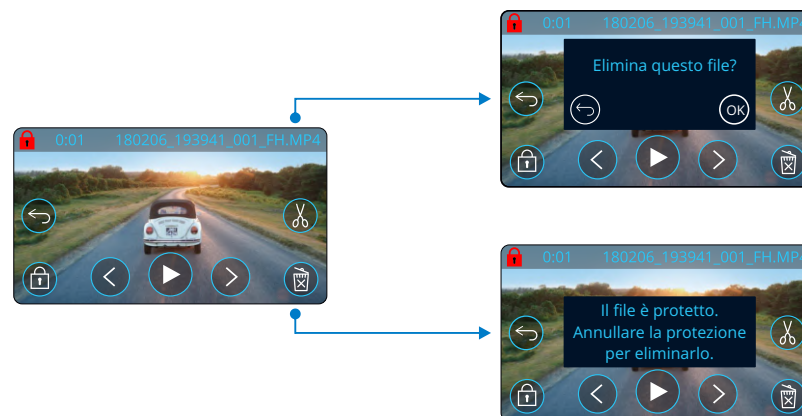 0:01 180206_193941_001_FH.MP4
Elimina questo file?
OK
0:01 180206_193941_001_FH.MP4
0:01 180206_193941_001_FH.MP4
Il file è protetto.
Annullare la protezione
per eliminarlo.